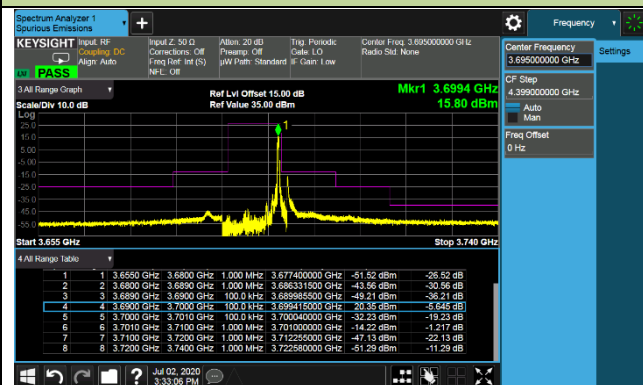 Spectrum Analyzer 1
Spurious Emissions
Frequency
KEYSIGHT
Input: RF
Coupling: DC
Align: Auto
Input Z: 50 Ω
Corrections: Off
Freq Ref: Int (S)
NFE: Off
Atten: 20 dB
Preamp: Off
µW Path: Standard
Trig: Periodic
Gate: LO
IF Gain: Low
Center Freq: 3.695000000 GHz
Radio Std: None
LXI PASS
Center Frequency
3.695000000 GHz
Settings
CF Step
4.399000000 GHz
Auto
Man
Freq Offset
0 Hz
3 All Range Graph
Ref Lvl Offset 15.00 dB
Mkr1 3.6994 GHz
Scale/Div 10.0 dB
Ref Value 35.00 dBm
15.80 dBm
Log
25.0
15.0
5.00
-5.00
-15.0
-25.0
-35.0
-45.0
-55.0
1
Start 3.655 GHz
Stop 3.740 GHz
4 All Range Table
1 1 3.6550 GHz 3.6800 GHz 1.000 MHz 3.677400000 GHz -51.52 dBm -26.52 dB
2 2 3.6800 GHz 3.6890 GHz 1.000 MHz 3.686331500 GHz -43.56 dBm -30.56 dB
3 3 3.6890 GHz 3.6900 GHz 100.0 kHz 3.689985500 GHz -49.21 dBm -36.21 dB
4 4 3.6900 GHz 3.7000 GHz 100.0 kHz 3.699415000 GHz 20.35 dBm -5.645 dB
5 5 3.7000 GHz 3.7010 GHz 100.0 kHz 3.700040000 GHz -32.23 dBm -19.23 dB
6 6 3.7010 GHz 3.7100 GHz 1.000 MHz 3.701000000 GHz -14.22 dBm -1.217 dB
7 7 3.7100 GHz 3.7200 GHz 1.000 MHz 3.712255000 GHz -47.13 dBm -22.13 dB
8 8 3.7200 GHz 3.7400 GHz 1.000 MHz 3.722580000 GHz -51.29 dBm -11.29 dB
Jul 02, 2020
3:33:06 PM